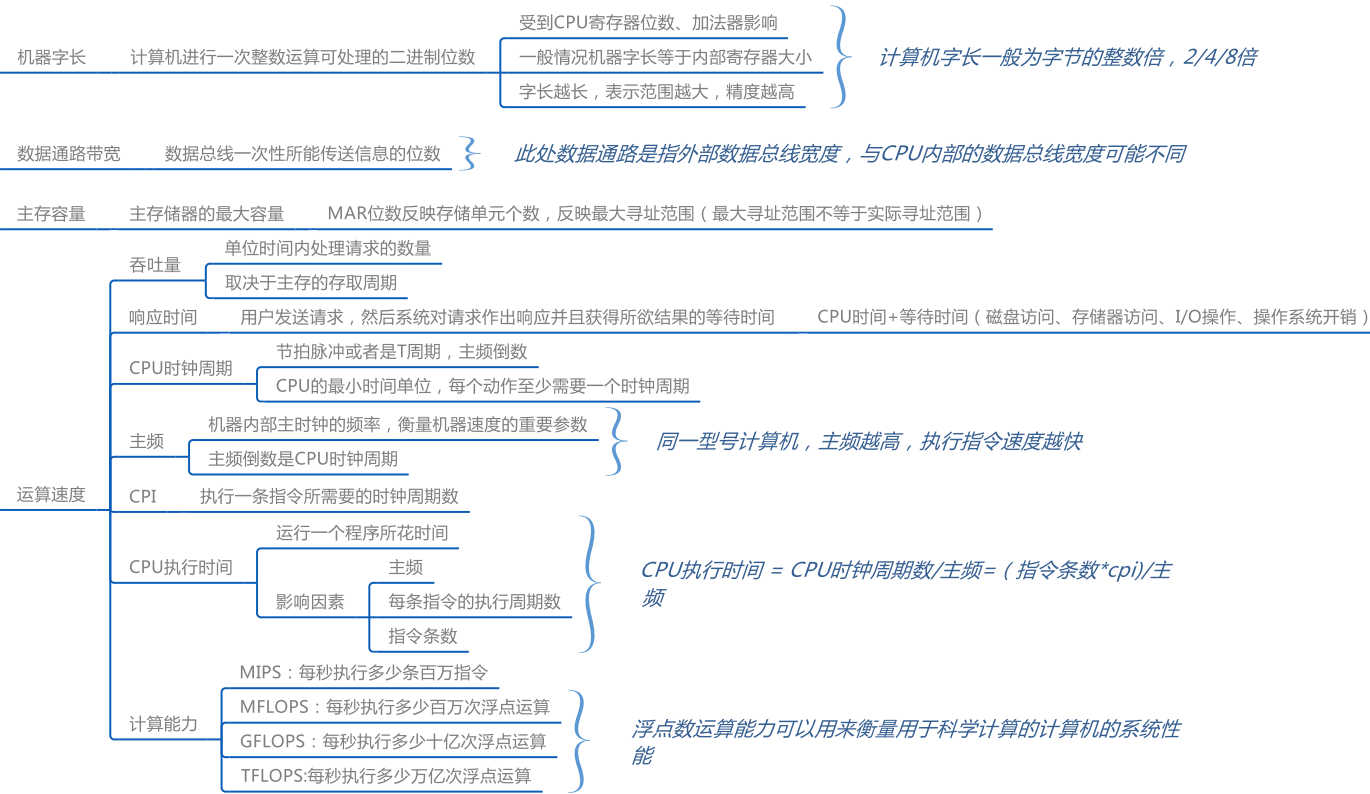 机器字长
计算机进行一次整数运算可处理的二进制位数
受到CPU寄存器位数、加法器影响
一般情况机器字长等于内部寄存器大小
字长越长，表示范围越大，精度越高
计算机字长一般为字节的整数倍，2/4/8倍
数据通路带宽
数据总线一次性所能传送信息的位数
此处数据通路是指外部数据总线宽度，与CPU内部的数据总线宽度可能不同
主存容量
主存储器的最大容量
MAR位数反映存储单元个数，反映最大寻址范围（最大寻址范围不等于实际寻址范围）
运算速度
吞吐量
单位时间内处理请求的数量
取决于主存的存取周期
响应时间
用户发送请求，然后系统对请求作出响应并且获得所欲结果的等待时间
CPU时间+等待时间（磁盘访问、存储器访问、I/O操作、操作系统开销）
CPU时钟周期
节拍脉冲或者是T周期，主频倒数
CPU的最小时间单位，每个动作至少需要一个时钟周期
主频
机器内部主时钟的频率，衡量机器速度的重要参数
主频倒数是CPU时钟周期
同一型号计算机，主频越高，执行指令速度越快
CPI
执行一条指令所需要的时钟周期数
CPU执行时间
运行一个程序所花时间
影响因素
主频
每条指令的执行周期数
指令条数
CPU执行时间 = CPU时钟周期数/主频=（指令条数*cpi)/主
频
计算能力
MIPS：每秒执行多少条百万指令
MFLOPS：每秒执行多少百万次浮点运算
GFLOPS：每秒执行多少十亿次浮点运算
TFLOPS:每秒执行多少万亿次浮点运算
浮点数运算能力可以用来衡量用于科学计算的计算机的系统性
能